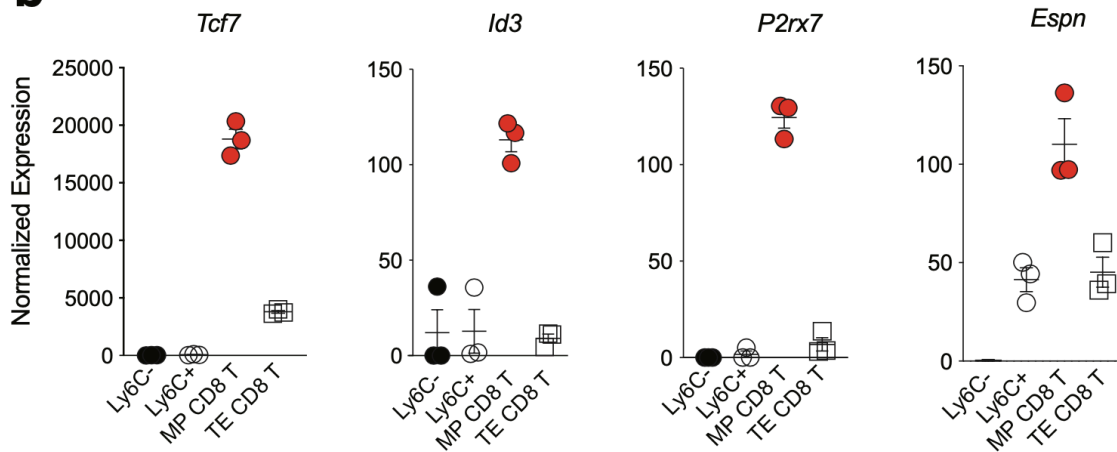 b
Tcf7
Id3
P2rx7
Espn
Normalized Expression
25000
20000
15000
10000
5000
0
Ly6C-
Ly6C+
MP CD8 T
TE CD8 T
150
100
50
0
Ly6C-
Ly6C+
MP CD8 T
TE CD8 T
150
100
50
0
Ly6C-
Ly6C+
MP CD8 T
TE CD8 T
150
100
50
0
Ly6C-
Ly6C+
MP CD8 T
TE CD8 T